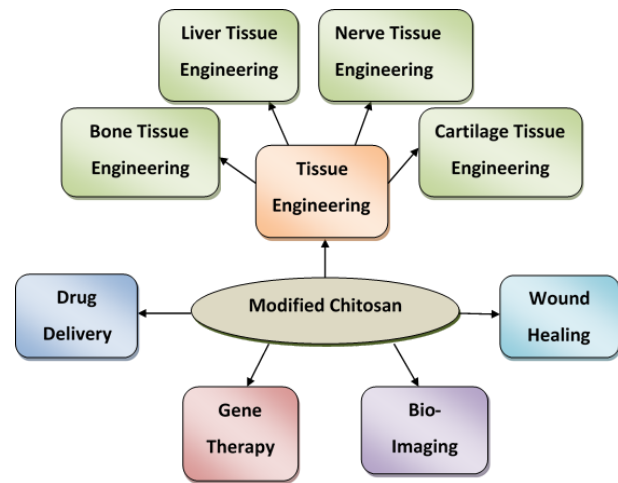 Liver Tissue
Engineering
Nerve Tissue
Engineering
Bone Tissue
Engineering
Tissue
Engineering
Cartilage Tissue
Engineering
Drug
Delivery
Modified Chitosan
Wound
Healing
Gene
Therapy
Bio-
Imaging